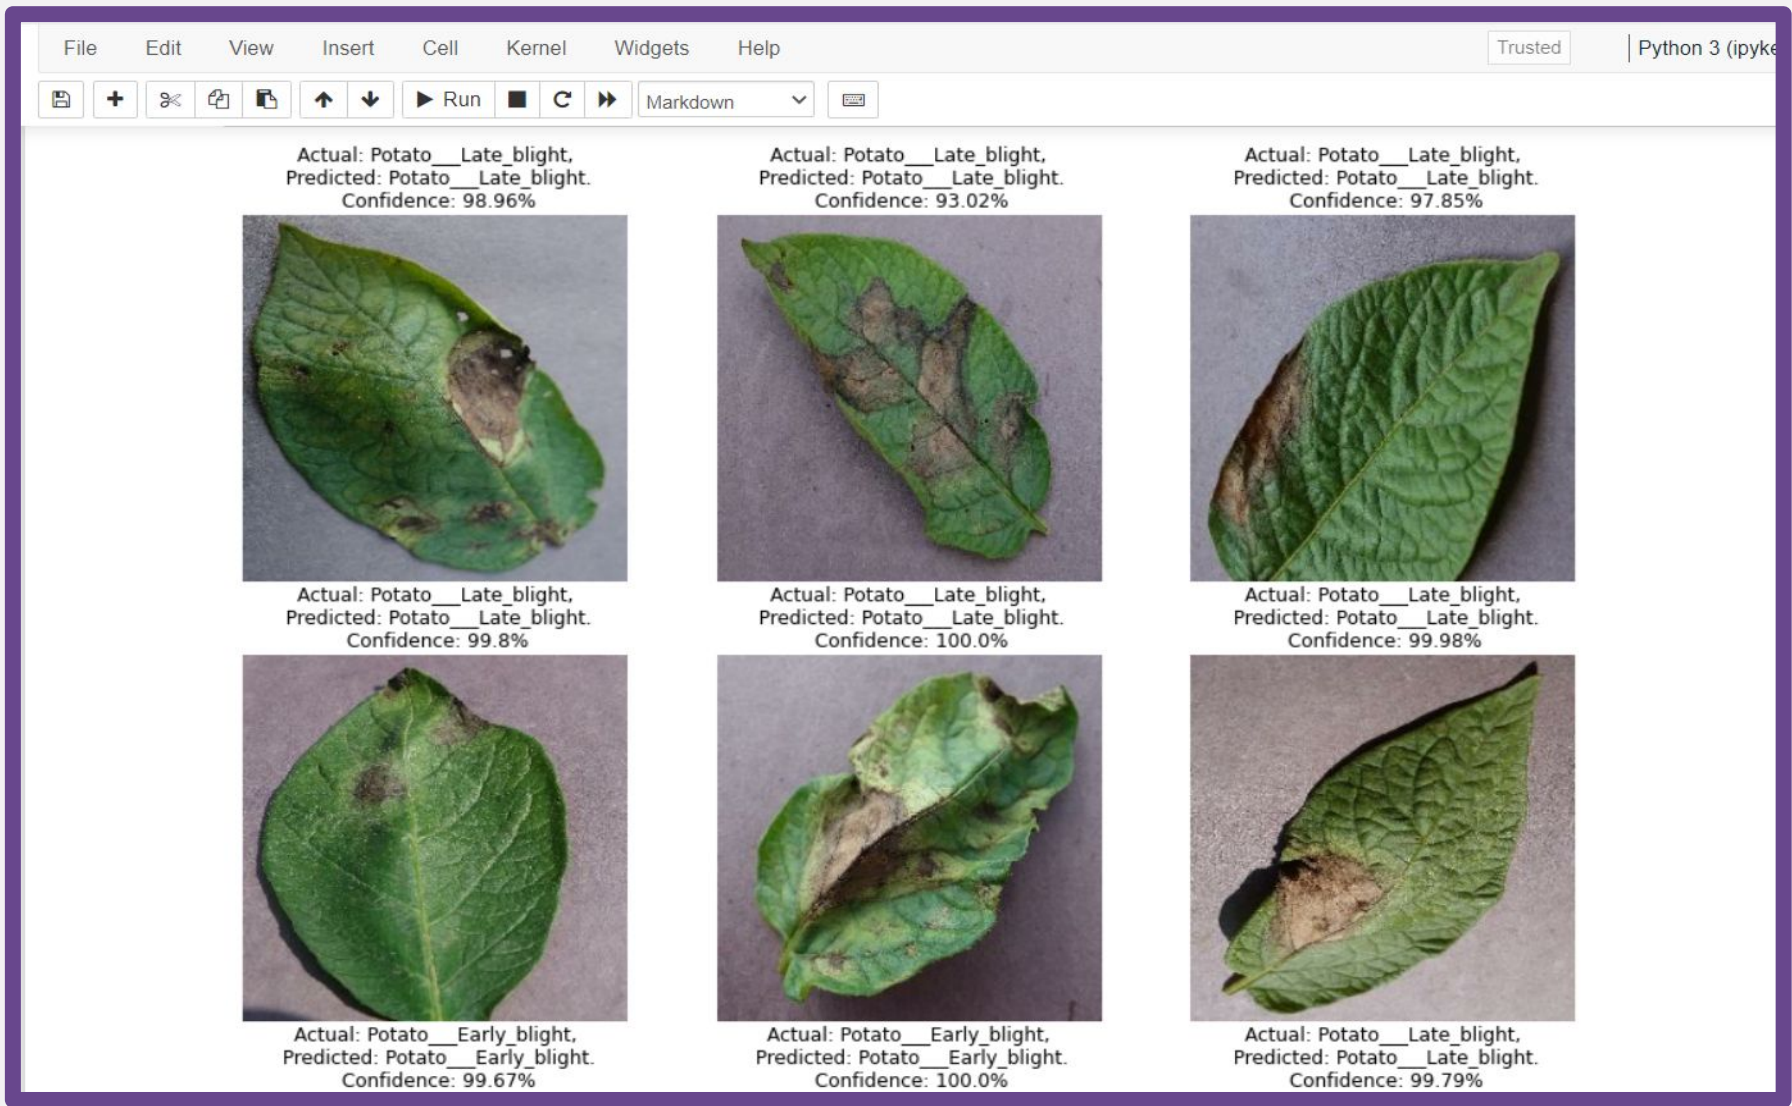 File Edit View Insert Cell Kernel Widgets Help Trusted Python 3 (ipyke
Run Markdown
Actual: Potato___Late_blight,
Predicted: Potato___Late_blight.
Confidence: 98.96%
Actual: Potato___Late_blight,
Predicted: Potato___Late_blight.
Confidence: 93.02%
Actual: Potato___Late_blight,
Predicted: Potato___Late_blight.
Confidence: 97.85%
Actual: Potato___Late_blight,
Predicted: Potato___Late_blight.
Confidence: 99.8%
Actual: Potato___Late_blight,
Predicted: Potato___Late_blight.
Confidence: 100.0%
Actual: Potato___Late_blight,
Predicted: Potato___Late_blight.
Confidence: 99.98%
Actual: Potato___Early_blight,
Predicted: Potato___Early_blight.
Confidence: 99.67%
Actual: Potato___Early_blight,
Predicted: Potato___Early_blight.
Confidence: 100.0%
Actual: Potato___Late_blight,
Predicted: Potato___Late_blight.
Confidence: 99.79%